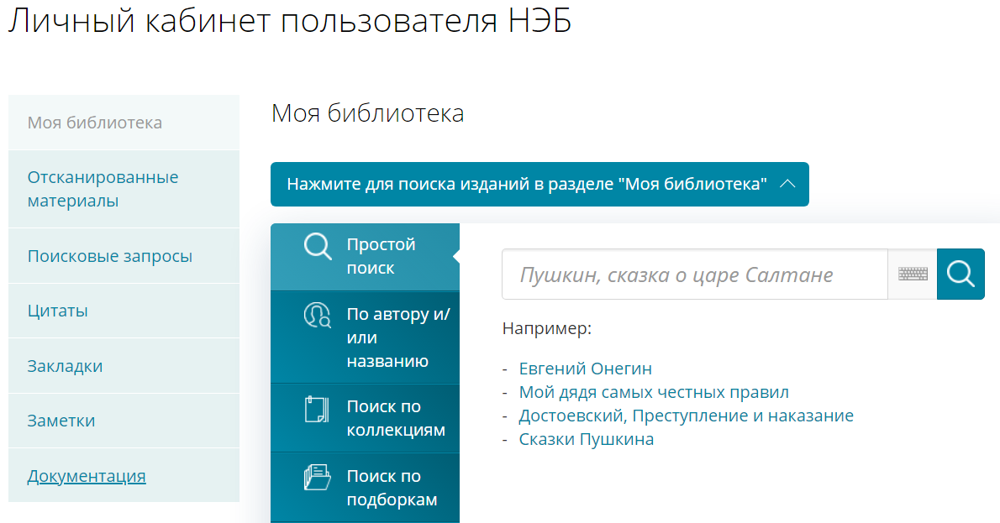 Личный кабинет пользователя НЭБ
Моя библиотека
Отсканированные
материалы
Поисковые запросы
Цитаты
Закладки
Заметки
Документация
Моя библиотека
Нажмите для поиска изданий в разделе "Моя библиотека"
Простой
поиск
По автору и/
или
названию
Поиск по
коллекциям
Поиск по
подборкам
Пушкин, сказка о царе Салтане
Например:
- Евгений Онегин
- Мой дядя самых честных правил
- Достоевский, Преступление и наказание
- Сказки Пушкина